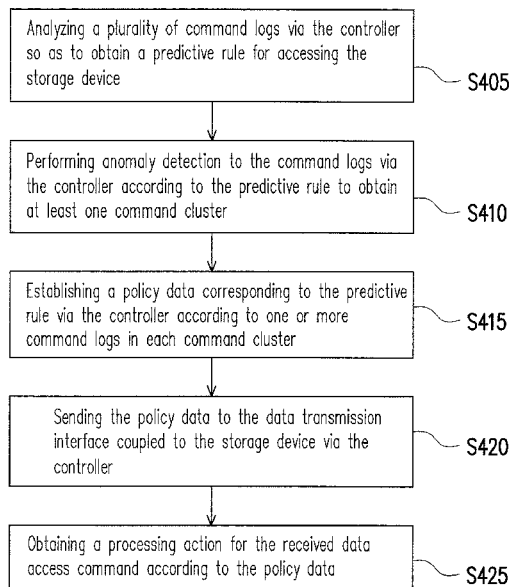 Analyzing a plurality of command logs via the controller
so as to obtain a predictive rule for accessing the
storage device
S405
Performing anomaly detection to the command logs via
the controller according to the predictive rule to obtain
at least one command cluster
S410
Establishing a policy data corresponding to the predictive
rule via the controller according to one or more
command logs in each command cluster
S415
Sending the policy data to the data transmission
interface coupled to the storage device via the
controller
S420
Obtaining a processing action for the received data
access command according to the policy data
S425